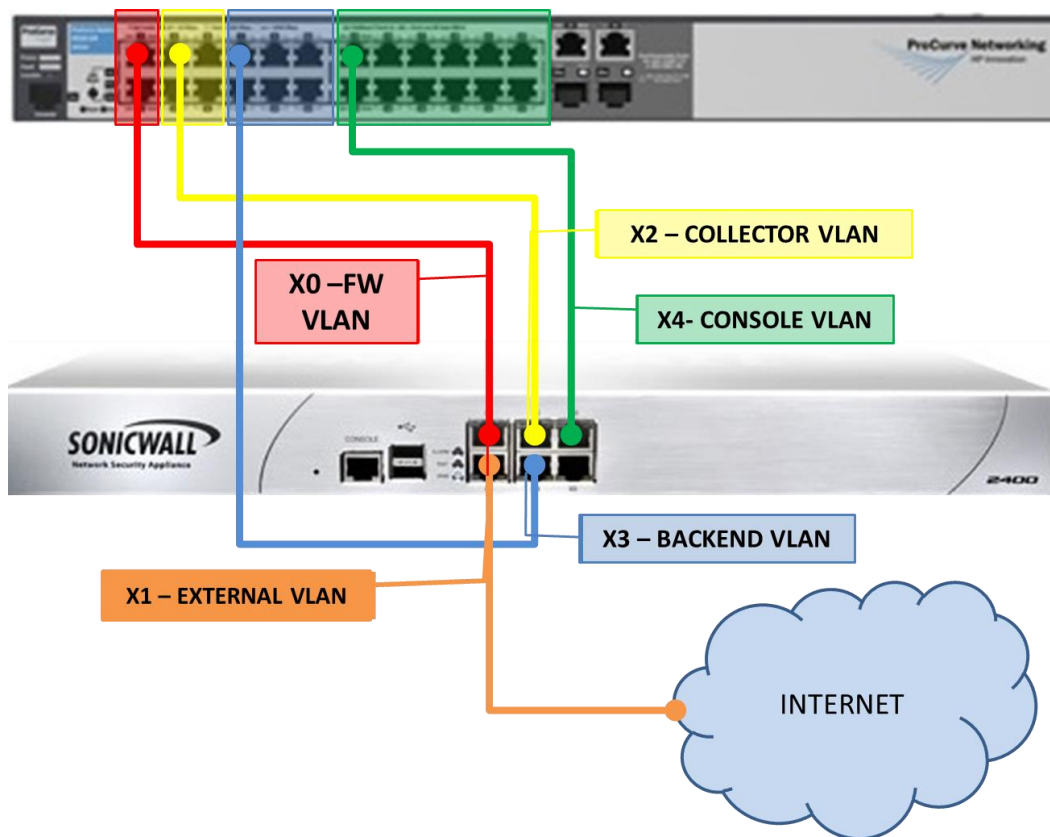 ProCurve Networking
HP Innovation
X2 – COLLECTOR VLAN
X0 –FW
VLAN
X4- CONSOLE VLAN
SONICWALL
Network Security Appliance
CONSOLE
2400
X3 – BACKEND VLAN
X1 – EXTERNAL VLAN
INTERNET